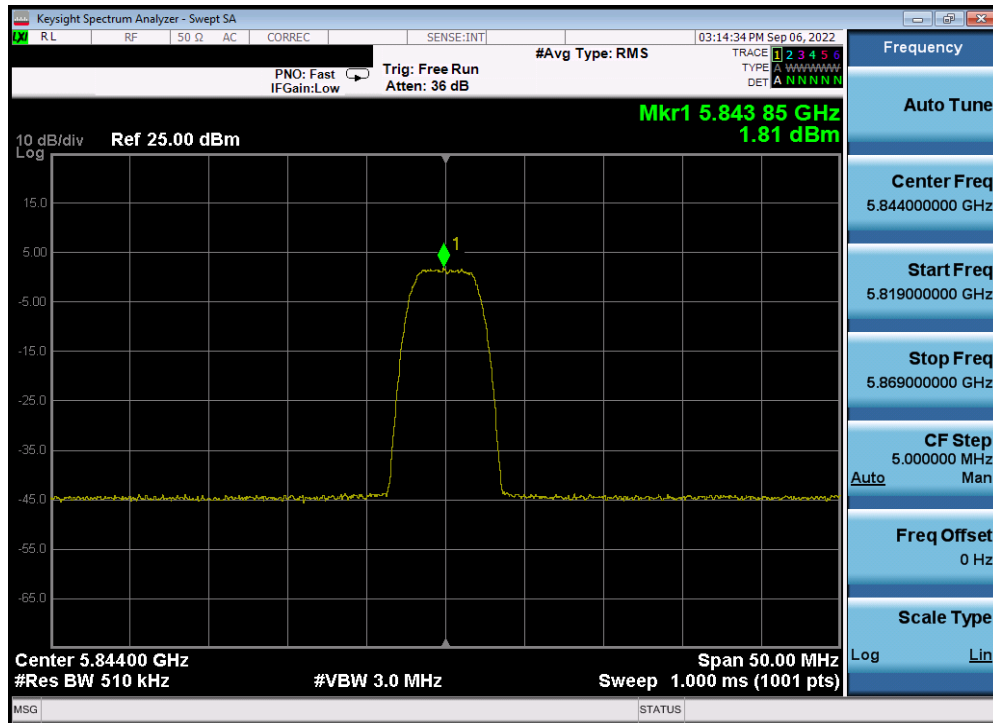 Keysight Spectrum Analyzer - Swept SA
LXI RL RF 50 Ω AC CORREC SENSE:INT 03:14:34 PM Sep 06, 2022
#Avg Type: RMS TRACE 1 2 3 4 5 6
PNO: Fast Trig: Free Run TYPE A WWWWW
IFGain:Low Atten: 36 dB DET A N N N N N
Mkr1 5.843 85 GHz
1.81 dBm
10 dB/div Ref 25.00 dBm
Log
15.0
5.00
-5.00
-15.0
-25.0
-35.0
-45.0
-55.0
-65.0
1
Center 5.84400 GHz Span 50.00 MHz
#Res BW 510 kHz #VBW 3.0 MHz Sweep 1.000 ms (1001 pts)
MSG STATUS
Frequency
Auto Tune
Center Freq
5.844000000 GHz
Start Freq
5.819000000 GHz
Stop Freq
5.869000000 GHz
CF Step
5.000000 MHz
Auto Man
Freq Offset
0 Hz
Scale Type
Log Lin